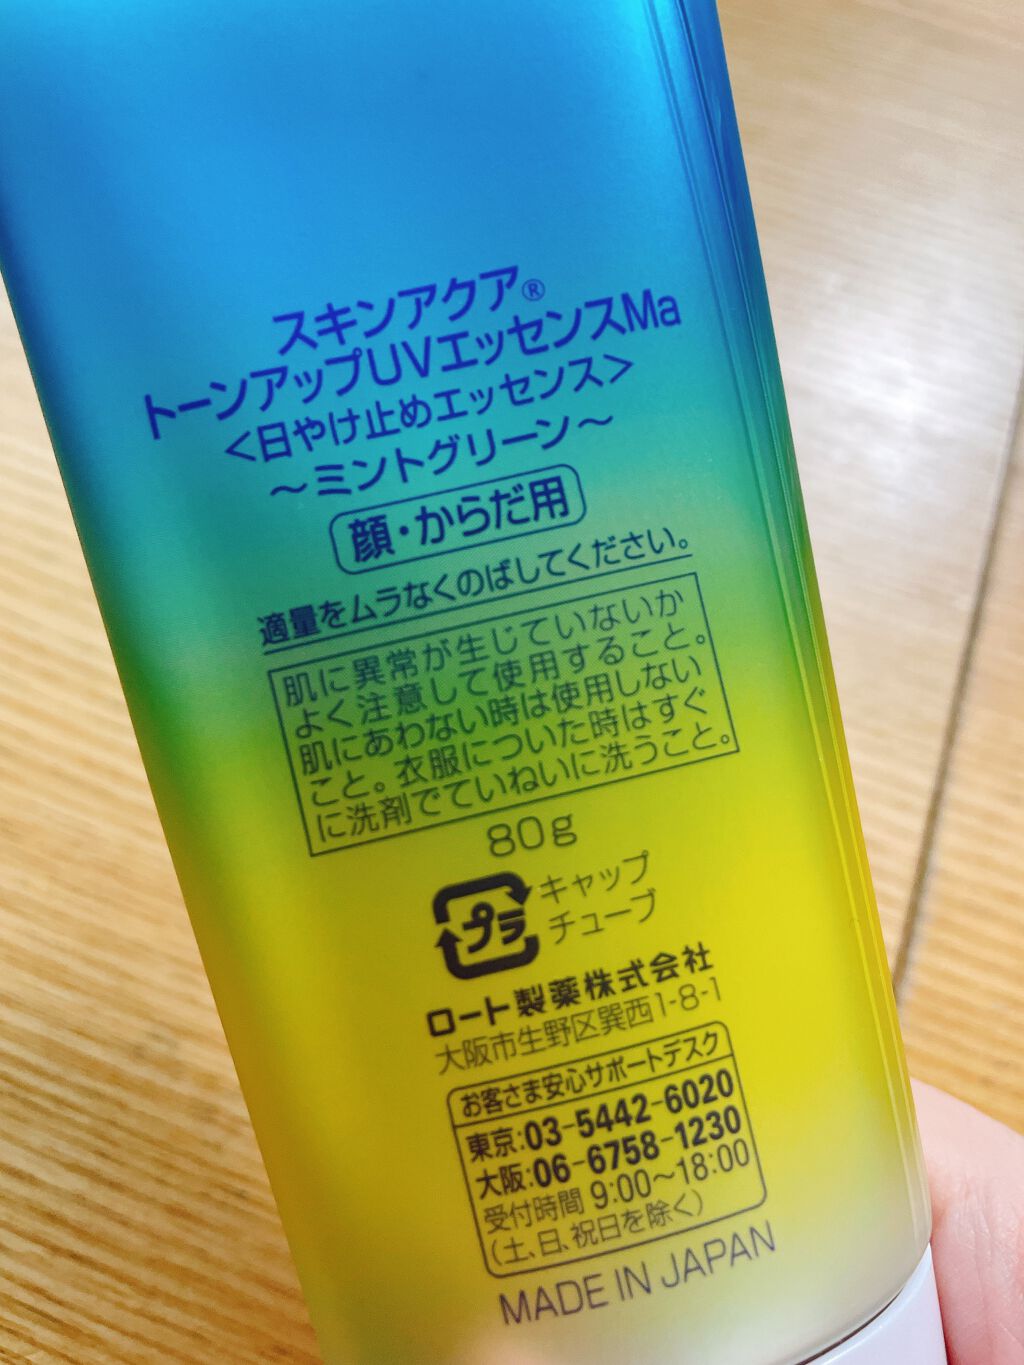 スキンアクア®
トーンアップUVエッセンスMa
<日やけ止めエッセンス>
～ミントグリーン～
顔・からだ用
適量をムラなくのばしてください。
肌に異常が生じていないか
よく注意して使用すること。
肌にあわない時は使用しない
こと。衣服についた時はすぐ
に洗剤でていねいに洗うこと。
80g
プラ
キャップ
チューブ
ロート製薬株式会社
大阪市生野区巽西1-8-1
お客さま安心サポートデスク
東京:03-5442-6020
大阪:06-6758-1230
受付時間 9:00～18:00
(土、日、祝日を除く)
MADE IN JAPAN